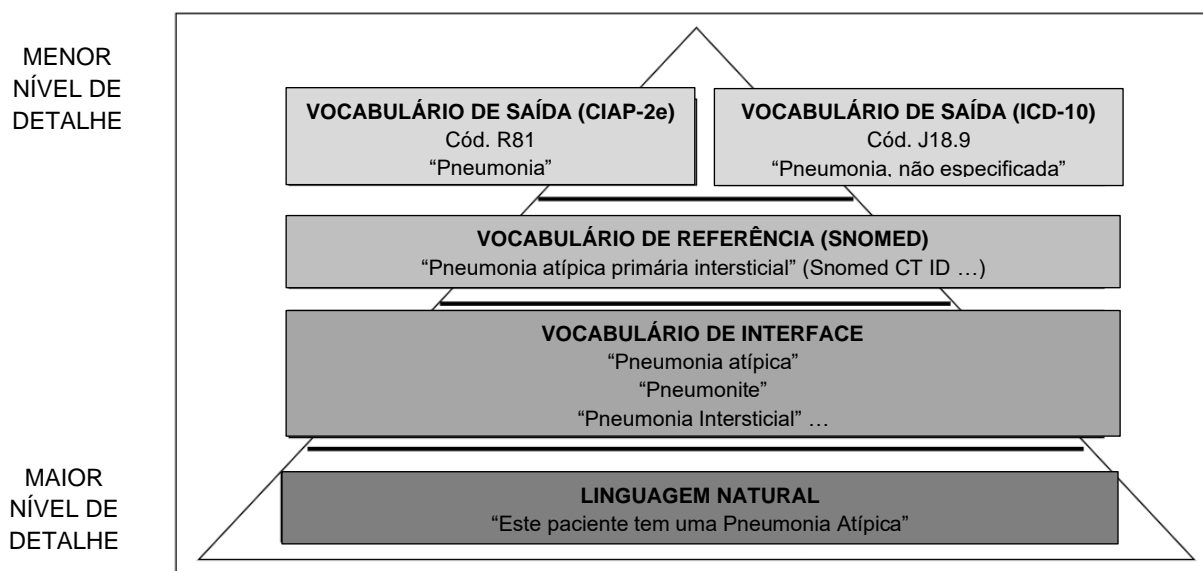 MENOR
NÍVEL DE
DETALHE
VOCABULÁRIO DE SAÍDA (CIAP-2e)
Cód. R81
“Pneumonia”
VOCABULÁRIO DE SAÍDA (ICD-10)
Cód. J18.9
“Pneumonia, não especificada”
VOCABULÁRIO DE REFERÊNCIA (SNOMED)
“Pneumonia atípica primária intersticial” (Snomed CT ID …)
VOCABULÁRIO DE INTERFACE
“Pneumonia atípica”
“Pneumonite”
“Pneumonia Intersticial” …
MAIOR
NÍVEL DE
DETALHE
LINGUAGEM NATURAL
“Este paciente tem uma Pneumonia Atípica”